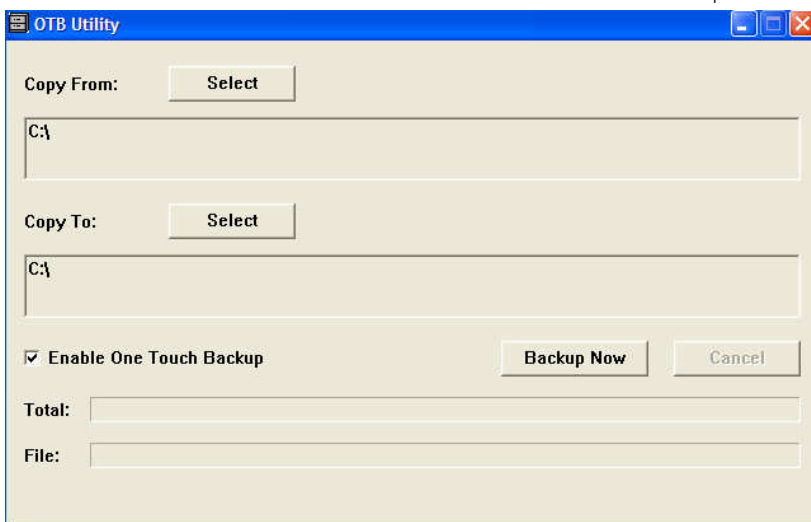 OTB Utility
Copy From: Select
C:\
Copy To: Select
C:\
Enable One Touch Backup Backup Now Cancel
Total:
File: